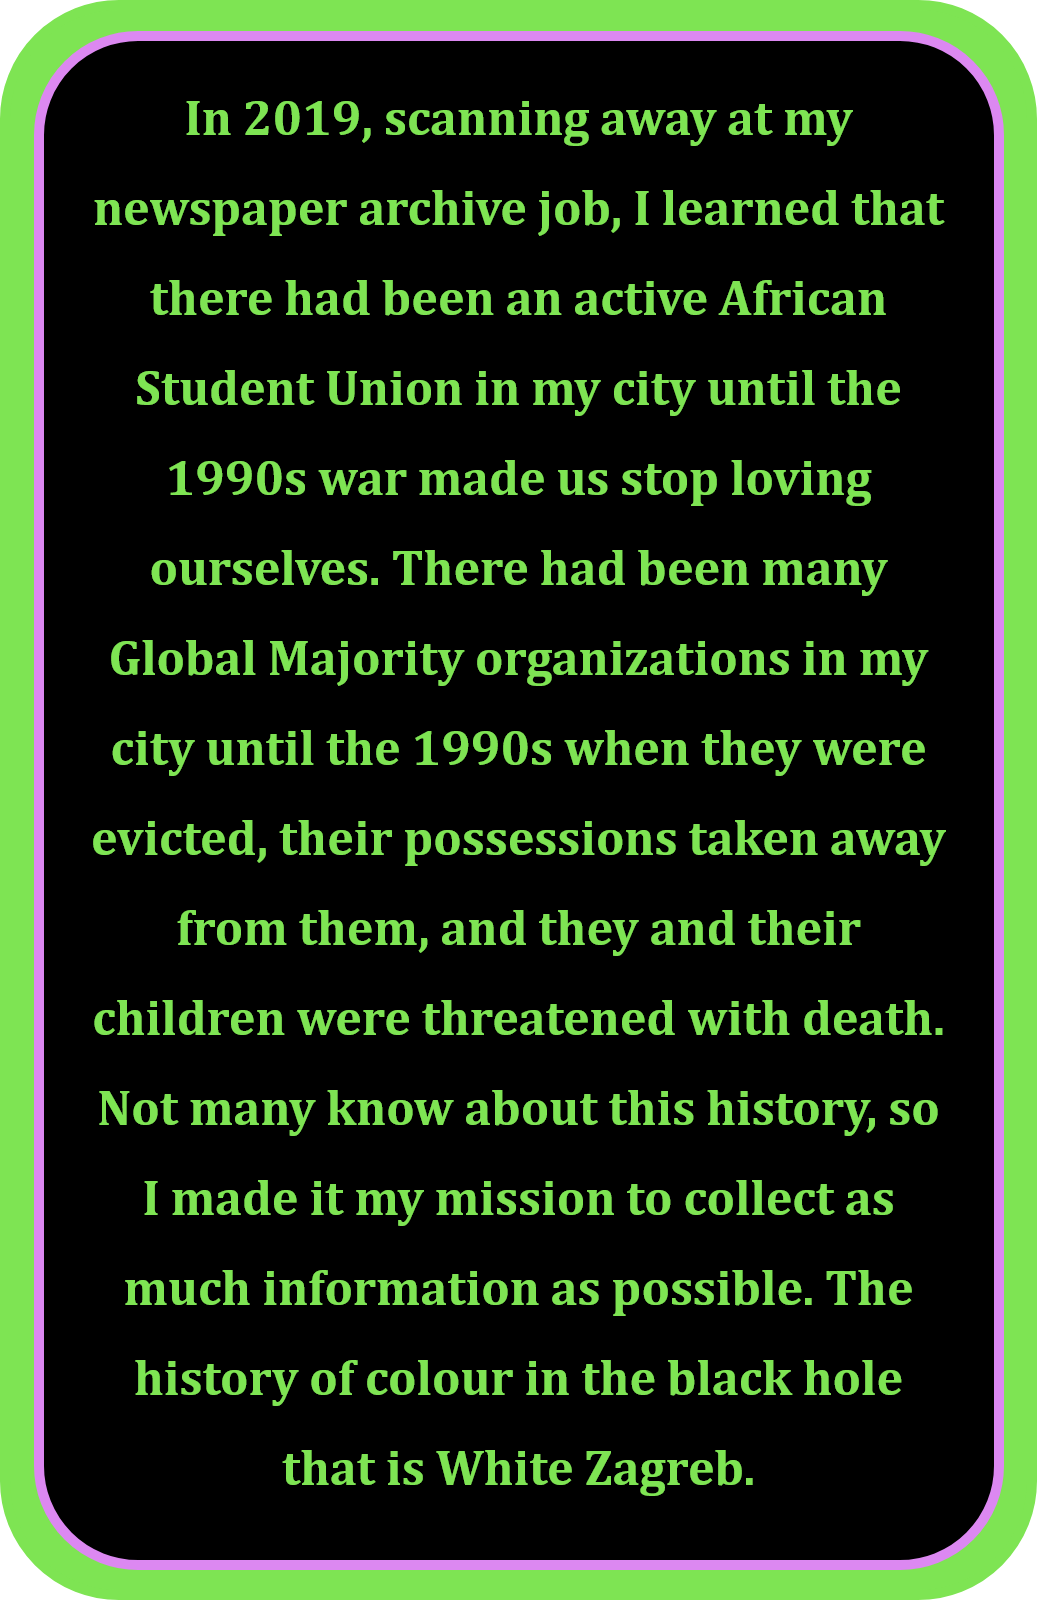 In 2019, scanning away at my
newspaper archive job, I learned that
there had been an active African
Student Union in my city until the
1990s war made us stop loving
ourselves. There had been many
Global Majority organizations in my
city until the 1990s when they were
evicted, their possessions taken away
from them, and they and their
children were threatened with death.
Not many know about this history, so
I made it my mission to collect as
much information as possible. The
history of colour in the black hole
that is White Zagreb.